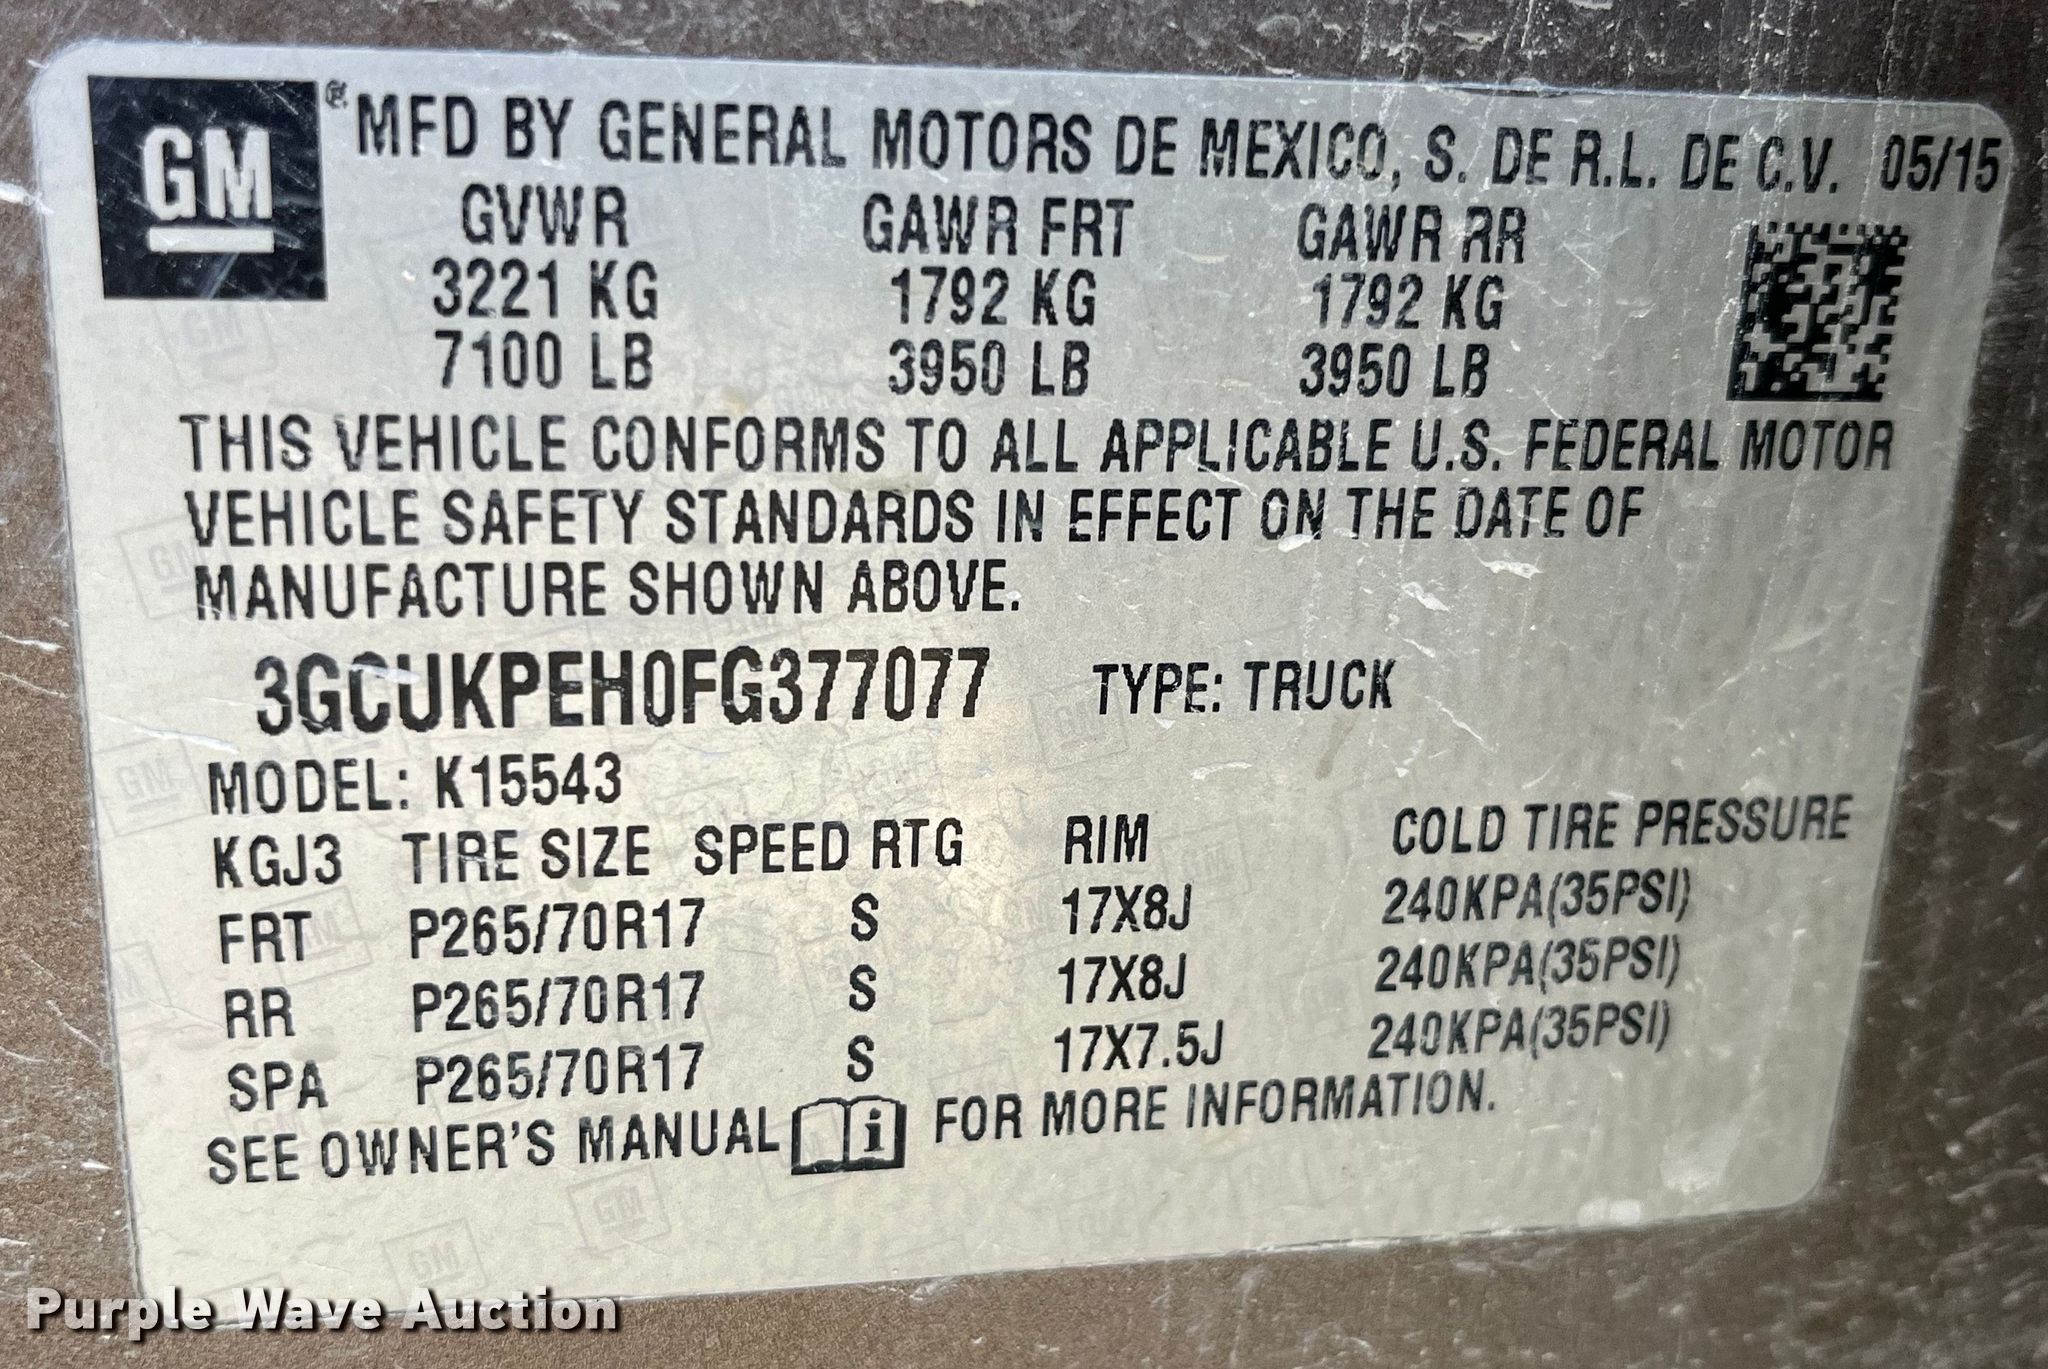 GM ® MFD BY GENERAL MOTORS DE MEXICO, S. DE R.L. DE C.V. 05/15
GVWR GAWR FRT GAWR RR
3221 KG 1792 KG 1792 KG
7100 LB 3950 LB 3950 LB
THIS VEHICLE CONFORMS TO ALL APPLICABLE U.S. FEDERAL MOTOR
VEHICLE SAFETY STANDARDS IN EFFECT ON THE DATE OF
MANUFACTURE SHOWN ABOVE.
3GCUKPEH0FG377077 TYPE: TRUCK
MODEL: K15543
KGJ3 TIRE SIZE SPEED RTG RIM COLD TIRE PRESSURE
FRT P265/70R17 S 17X8J 240KPA(35PSI)
RR P265/70R17 S 17X8J 240KPA(35PSI)
SPA P265/70R17 S 17X7.5J 240KPA(35PSI)
SEE OWNER'S MANUAL i FOR MORE INFORMATION.
Purple Wave Auction